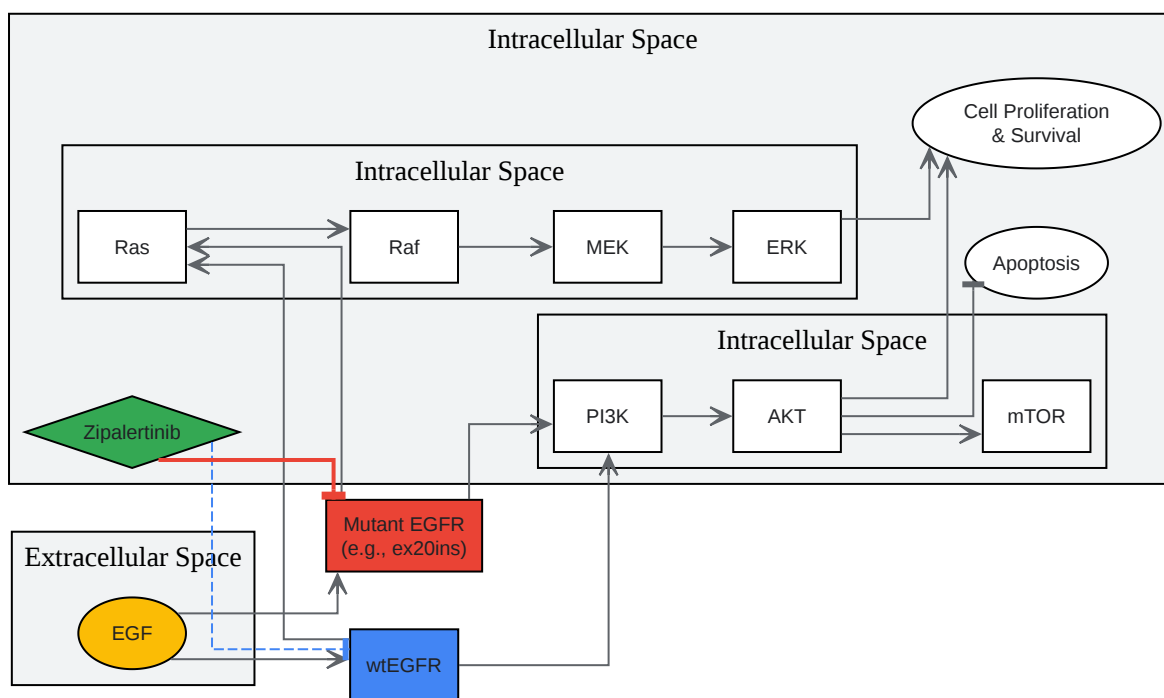 Intracellular Space
Cell Proliferation
& Survival
Intracellular Space
Ras
Raf
MEK
ERK
Apoptosis
Intracellular Space
PI3K
AKT
mTOR
Zipalertinib
Mutant EGFR
(e.g., ex20ins)
Extracellular Space
EGF
wtEGFR